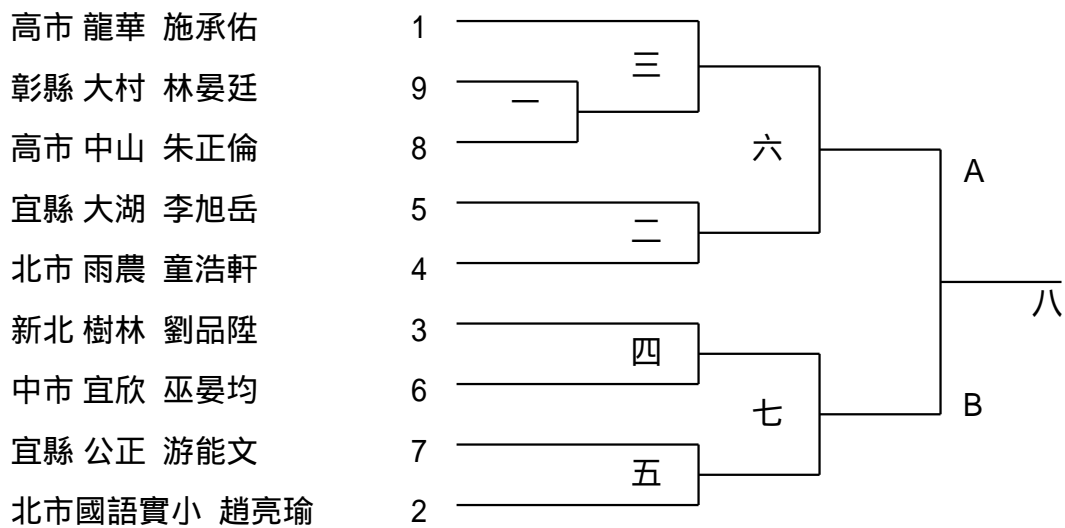 高市 龍華 施承佑 1
三
彰縣 大村 林晏廷 9
一
高市 中山 朱正倫 8
六
A
宜縣 大湖 李旭岳 5
二
北市 雨農 童浩軒 4
八
新北 樹林 劉品陞 3
四
中市 宜欣 巫晏均 6
七
B
宜縣 公正 游能文 7
五
北市國語實小 趙亮瑜 2